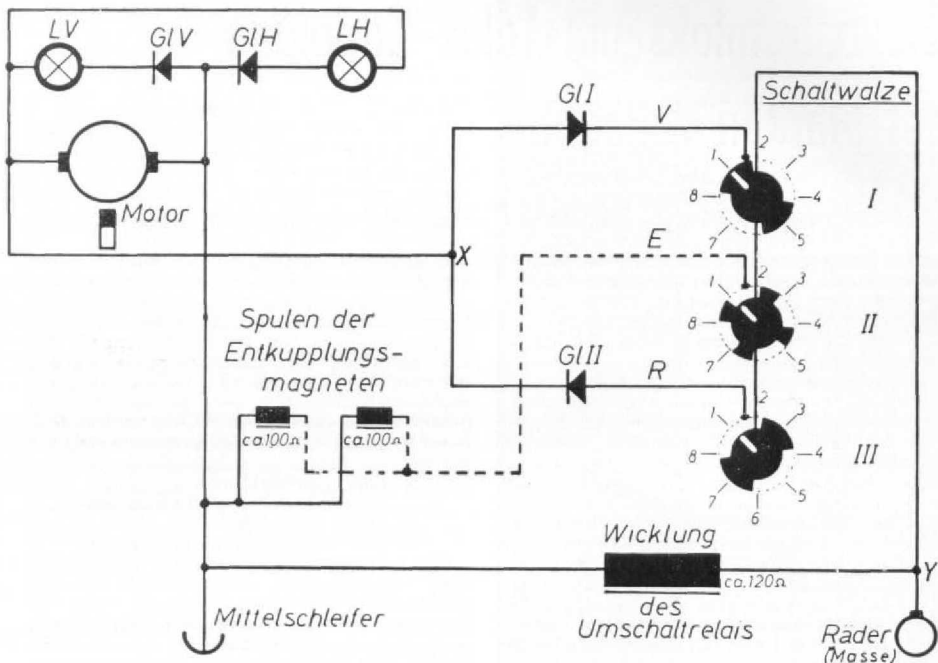 LV GlV GlH LH
Schaltwalze
GlI V
1 2 3
8 4 I
7 5
Motor
X E
1 2 3
8 4 II
7 5
Spulen der
Entkupplungs-
magneten
ca.100Ω ca.100Ω
GlII R
1 2 3
8 4 III
7 6 5
Wicklung
ca.120Ω
Y
des
Umschaltrelais
Mittelschleifer
Räder
(Masse)